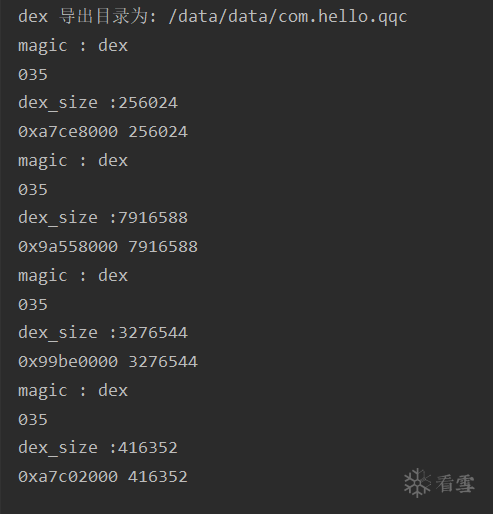 dex 导出目录为: /data/data/com.hello.qqc
magic : dex
035
dex_size :256024
0xa7ce8000 256024
magic : dex
035
dex_size :7916588
0x9a558000 7916588
magic : dex
035
dex_size :3276544
0x99be0000 3276544
magic : dex
035
dex_size :416352
0xa7c02000 416352
看雪